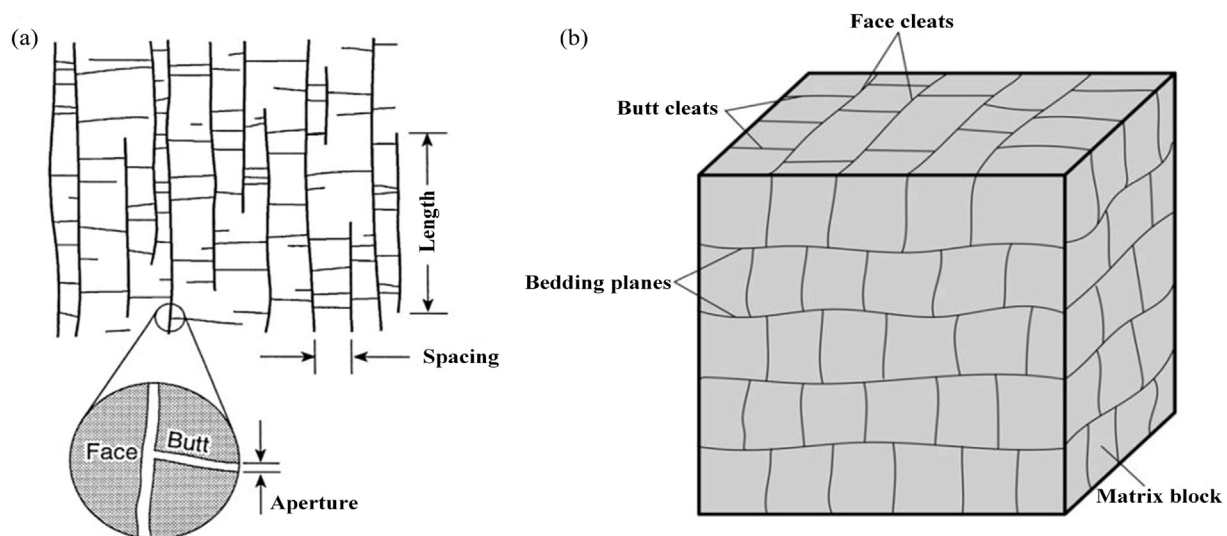 (a)
Length
Spacing
Face
Butt
Aperture
(b)
Face cleats
Butt cleats
Bedding planes
Matrix block